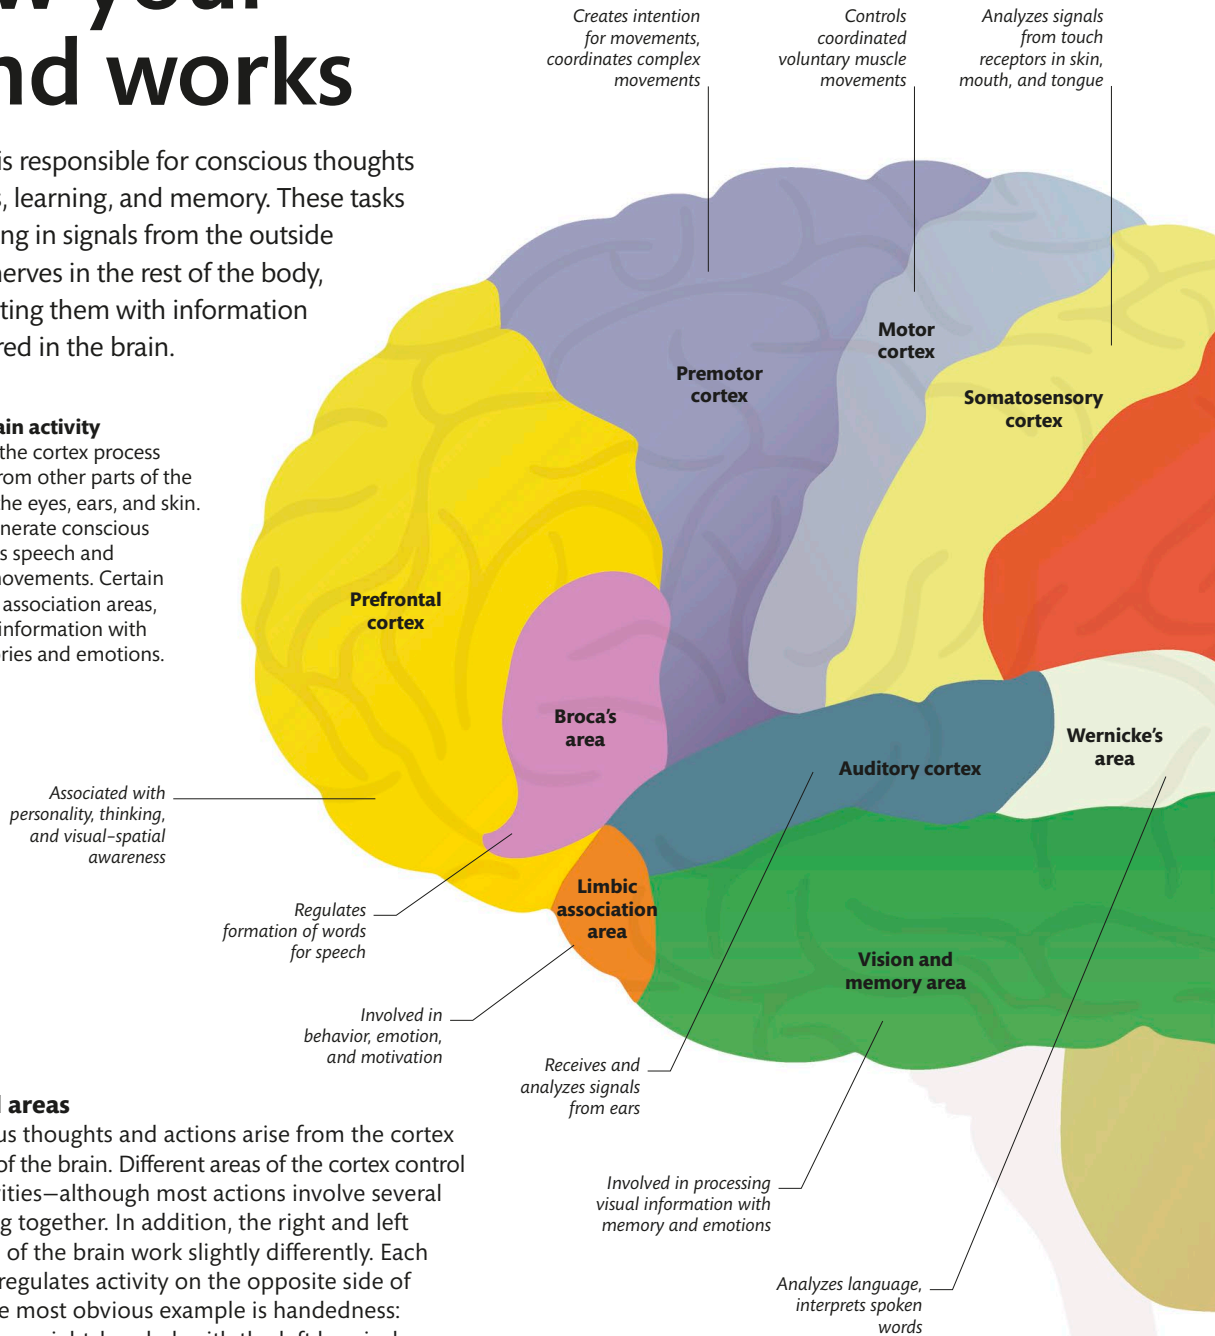 nd works
is responsible for conscious thoughts
, learning, and memory. These tasks
ng in signals from the outside
nerves in the rest of the body,
ting them with information
red in the brain.
ain activity
the cortex process
rom other parts of the
he eyes, ears, and skin.
nerate conscious
s speech and
movements. Certain
association areas,
information with
ries and emotions.
Creates intention
for movements,
coordinates complex
movements
Controls
coordinated
voluntary muscle
movements
Analyzes signals
from touch
receptors in skin,
mouth, and tongue
Premotor
cortex
Motor
cortex
Somatosensory
cortex
Prefrontal
cortex
Broca's
area
Auditory cortex
Wernicke's
area
Limbic
association
area
Vision and
memory area
Associated with
personality, thinking,
and visual–spatial
awareness
Regulates
formation of words
for speech
Involved in
behavior, emotion,
and motivation
Receives and
analyzes signals
from ears
Involved in processing
visual information with
memory and emotions
Analyzes language,
interprets spoken
words
l areas
us thoughts and actions arise from the cortex
of the brain. Different areas of the cortex control
vities—although most actions involve several
g together. In addition, the right and left
of the brain work slightly differently. Each
regulates activity on the opposite side of
e most obvious example is handedness: